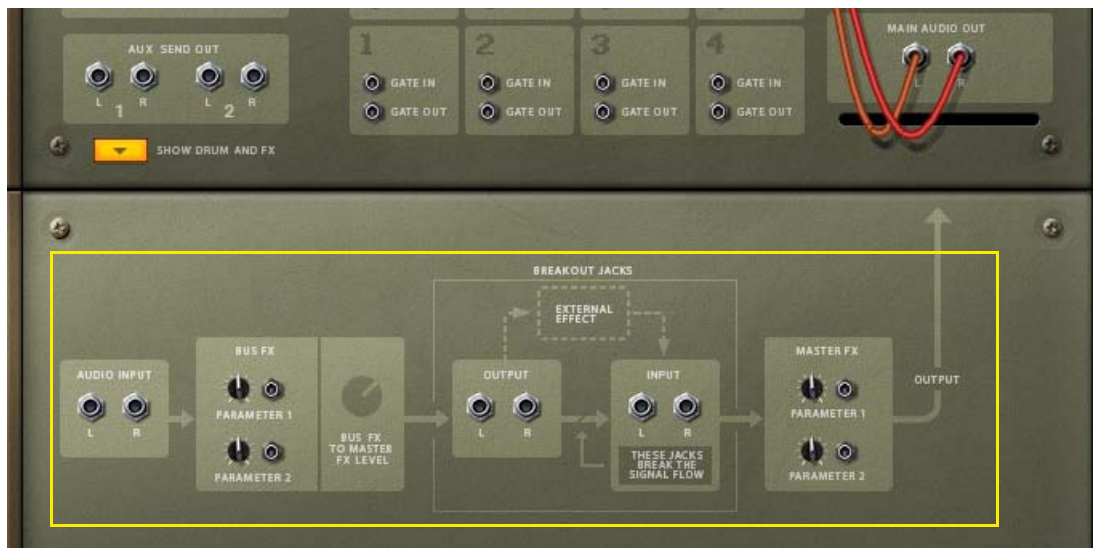 AUX SEND OUT
L R L R
1 2
SHOW DRUM AND FX
1 2 3 4
GATE IN GATE IN GATE IN GATE IN
GATE OUT GATE OUT GATE OUT GATE OUT
MAIN AUDIO OUT
L R
BREAKOUT JACKS
EXTERNAL
EFFECT
AUDIO INPUT
L R
BUS FX
PARAMETER 1
PARAMETER 2
BUS FX
TO MASTER
FX LEVEL
OUTPUT
L R
INPUT
L R
THESE JACKS
BREAK THE
SIGNAL FLOW
MASTER FX
PARAMETER 1
PARAMETER 2
OUTPUT